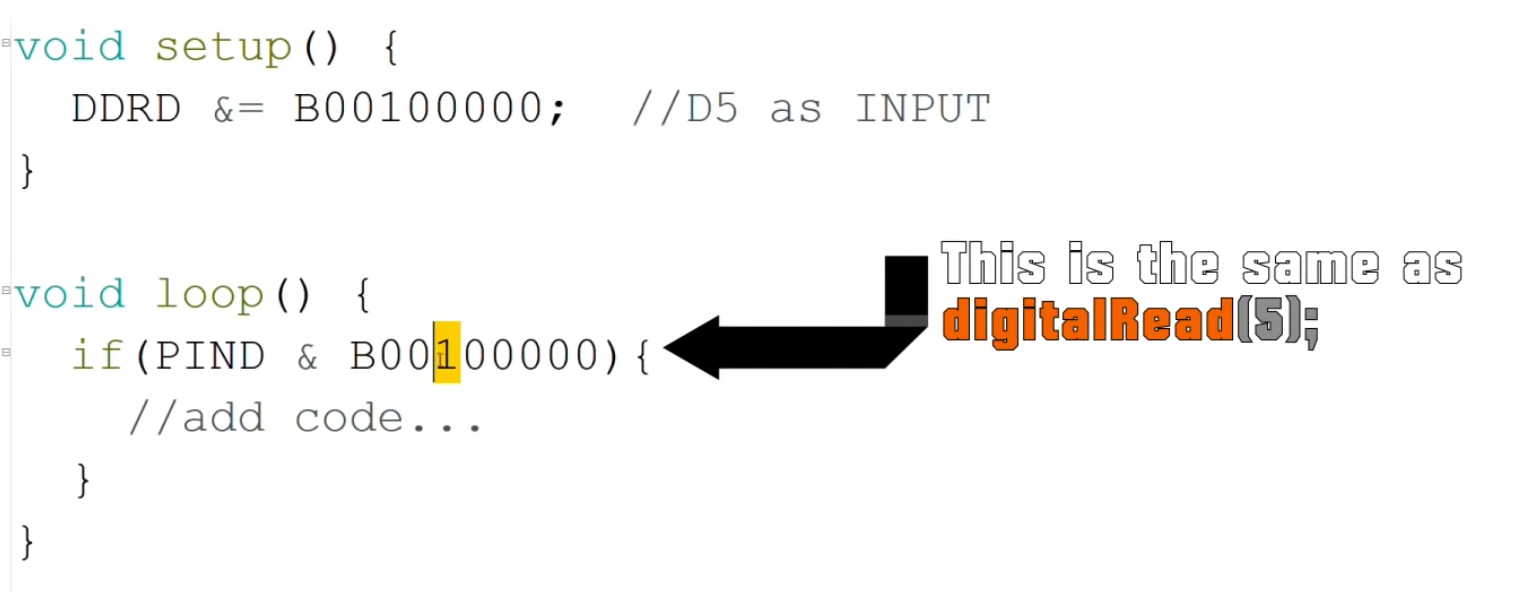 void setup() {
  DDRD &= B00100000;  //D5 as INPUT
}
void loop() {
  if(PIND & B00100000){
    //add code...
  }
}
This is the same as
digitalRead(5);